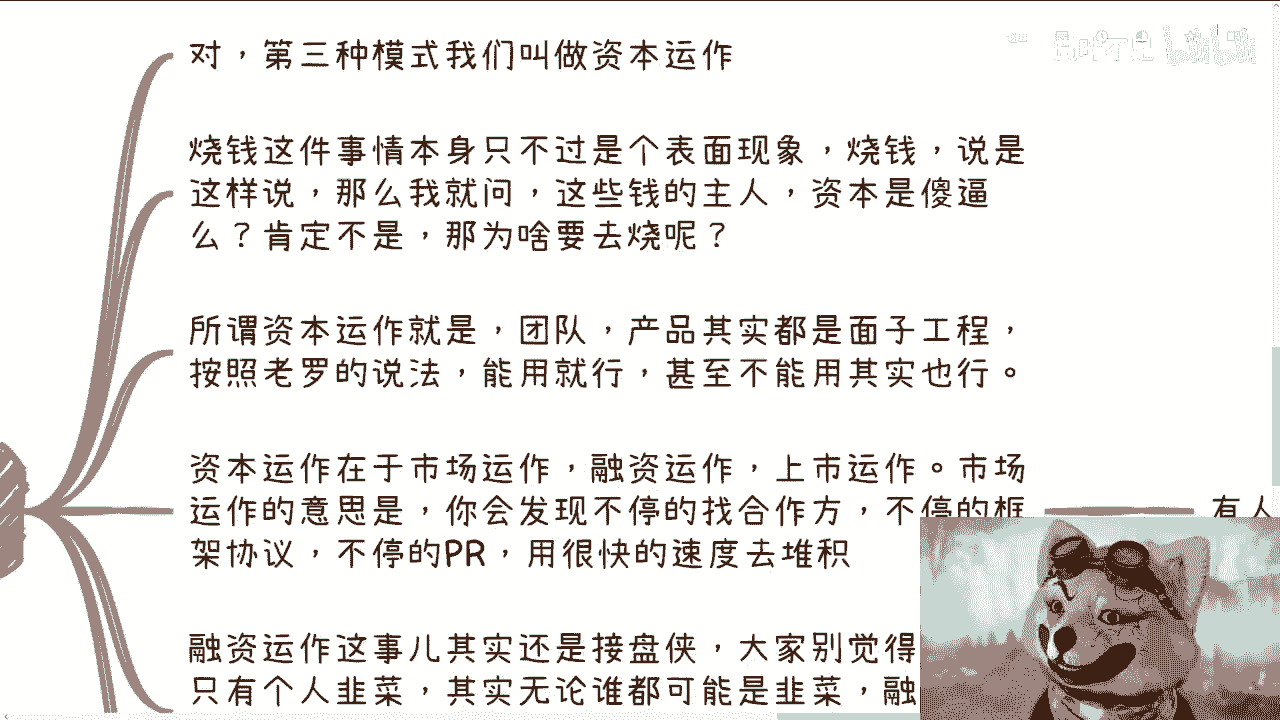 对，第三种模式我们叫做资本运作
烧钱这件事情本身只不过是个表面现象，烧钱，说是
这样说，那么我就问，这些钱的主人，资本是傻逼
么？肯定不是，那为啥要去烧呢？
所谓资本运作就是，团队，产品其实都是面子工程，
按照老罗的说法，能用就行，甚至不能用其实也行。
资本运作在于市场运作，融资运作，上市运作。市场
运作的意思是，你会发现不停的找合作方，不停的框
架协议，不停的PR，用很快的速度去堆积
有人
融资运作这事儿其实还是接盘侠，大家别觉得
只有个人韭菜，其实无论谁都可能是韭菜，融